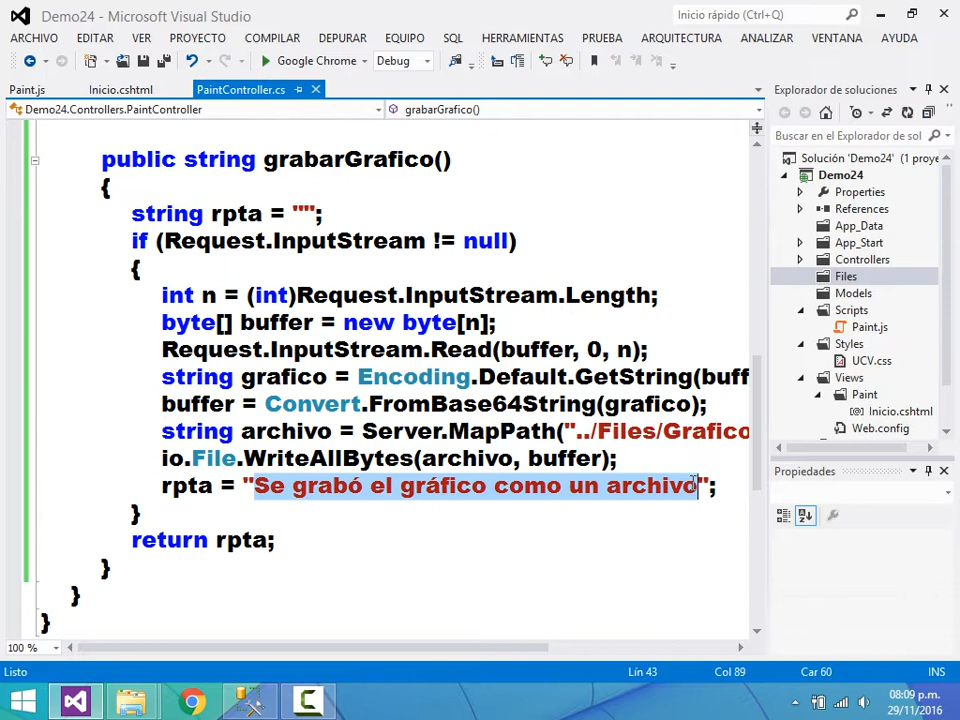 Demo24 - Microsoft Visual Studio
Inicio rápido (Ctrl+Q)
ARCHIVO EDITAR VER PROYECTO COMPILAR DEPURAR EQUIPO SQL HERRAMIENTAS PRUEBA ARQUITECTURA ANALIZAR VENTANA AYUDA
Google Chrome Debug
Paint.js Inicio.cshtml PaintController.cs
Demo24.Controllers.PaintController grabarGrafico()
public string grabarGrafico()
{
string rpta = "";
if (Request.InputStream != null)
{
int n = (int)Request.InputStream.Length;
byte[] buffer = new byte[n];
Request.InputStream.Read(buffer, 0, n);
string grafico = Encoding.Default.GetString(buff
buffer = Convert.FromBase64String(grafico);
string archivo = Server.MapPath("../Files/Grafico
io.File.WriteAllBytes(archivo, buffer);
rpta = "Se grabó el gráfico como un archivo";
}
return rpta;
}
}
}
100 %
Explorador de soluciones
Buscar en el Explorador de sol
Solución 'Demo24' (1 proye
Demo24
Properties
References
App_Data
App_Start
Controllers
Files
Models
Scripts
Paint.js
Styles
UCV.css
Views
Paint
Inicio.cshtml
Web.config
Propiedades
Listo Lín 43 Col 89 Car 60 INS
08:09 p.m.
29/11/2016